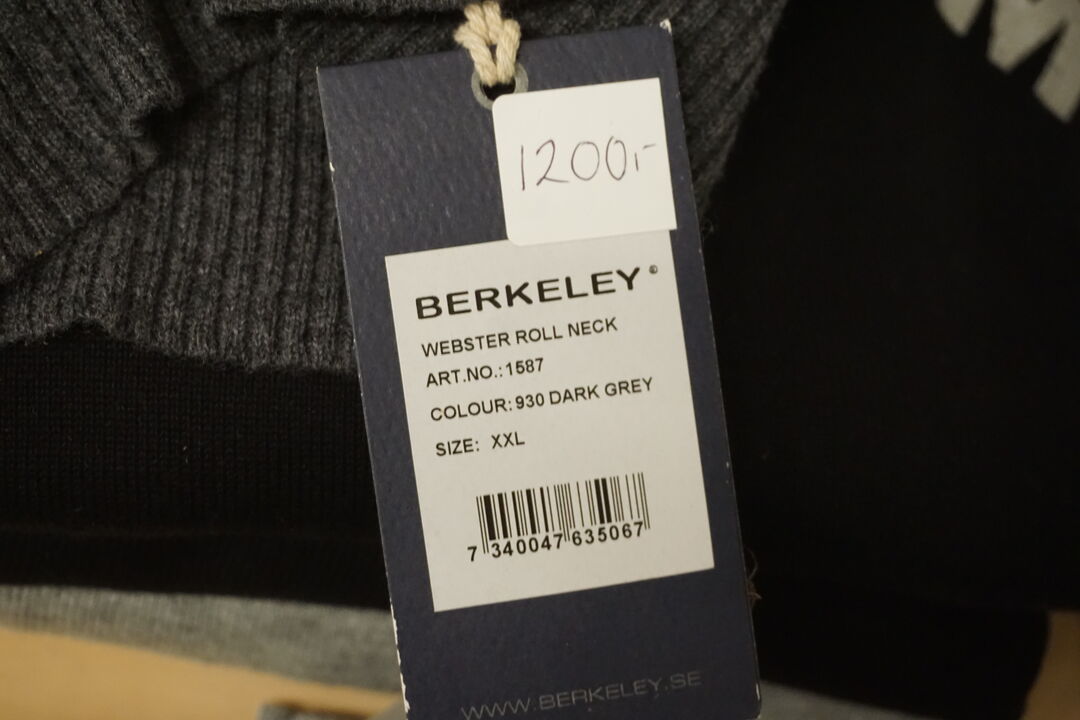 1200,-
BERKELEY®
WEBSTER ROLL NECK
ART.NO.:1587
COLOUR: 930 DARK GREY
SIZE: XXL
7 340047 635067
WWW.BERKELEY.SE
M